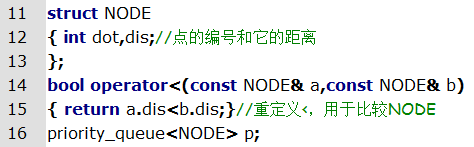 11 struct NODE
12 { int dot,dis;//点的编号和它的距离
13 };
14 bool operator<(const NODE& a,const NODE& b)
15 { return a.dis<b.dis;}//重定义<，用于比较NODE
16 priority_queue<NODE> p;